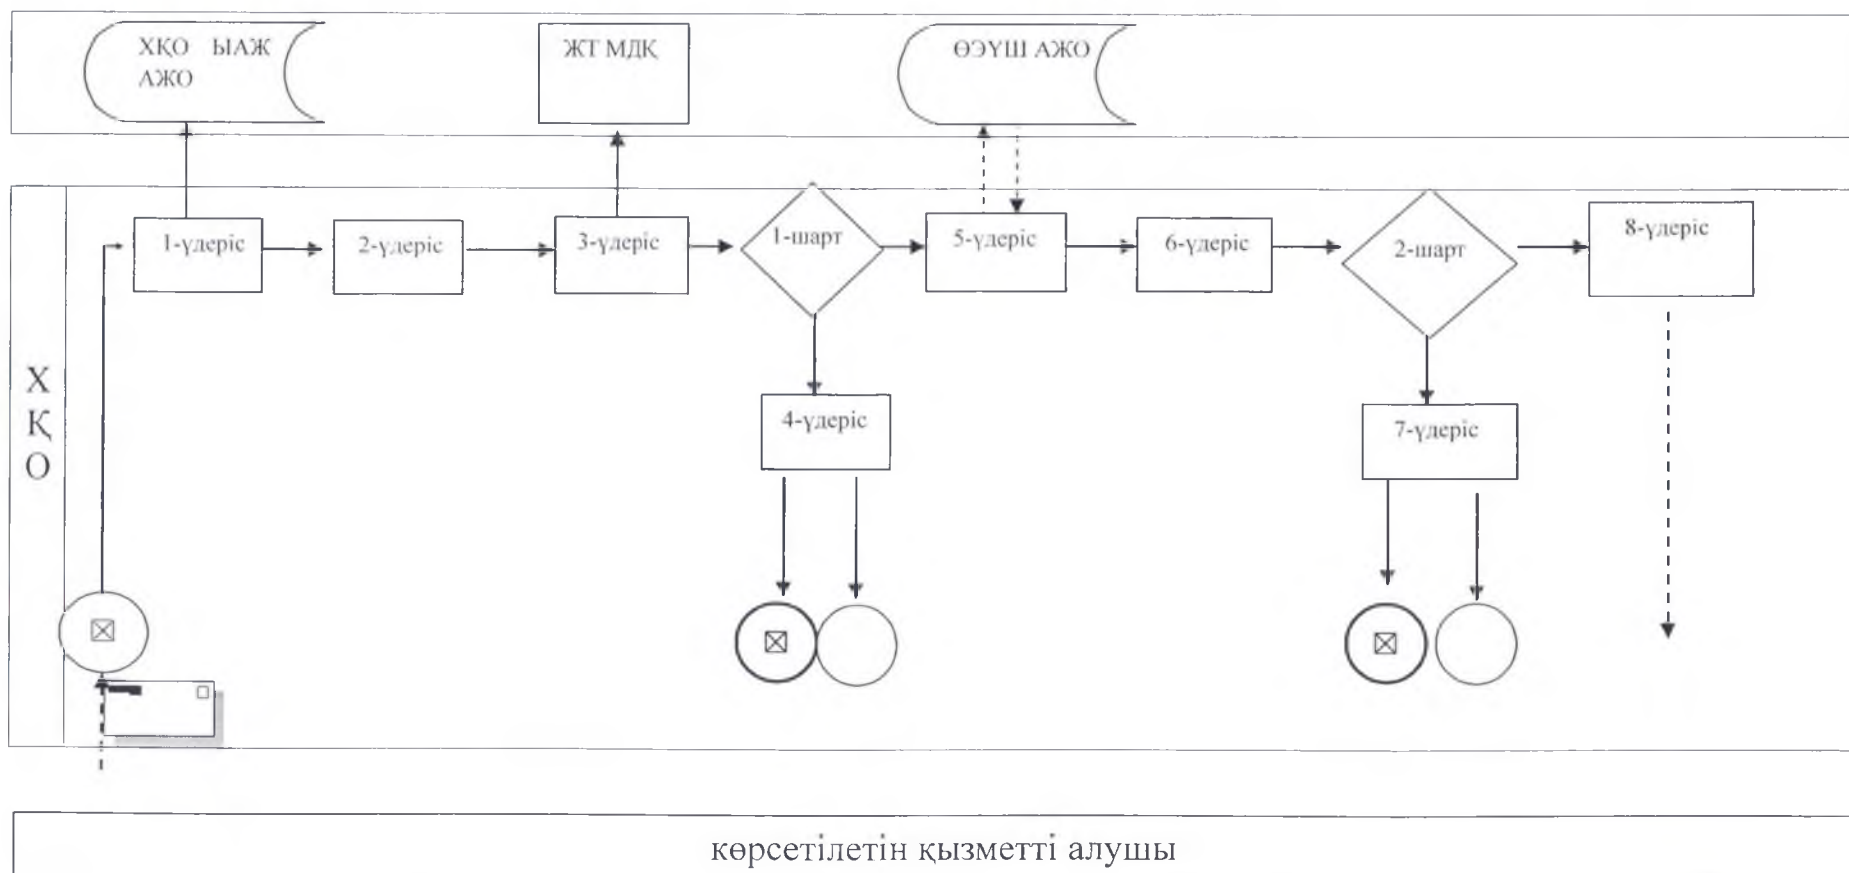 ХҚО ЫАЖ
АЖО
ЖТ МДҚ
ӨЭҮШ АЖО
Х
Қ
О
1-үдеріс
2-үдеріс
3-үдеріс
1-шарт
5-үдеріс
6-үдеріс
2-шарт
8-үдеріс
4-үдеріс
7-үдеріс
көрсетілетін қызметті алушы